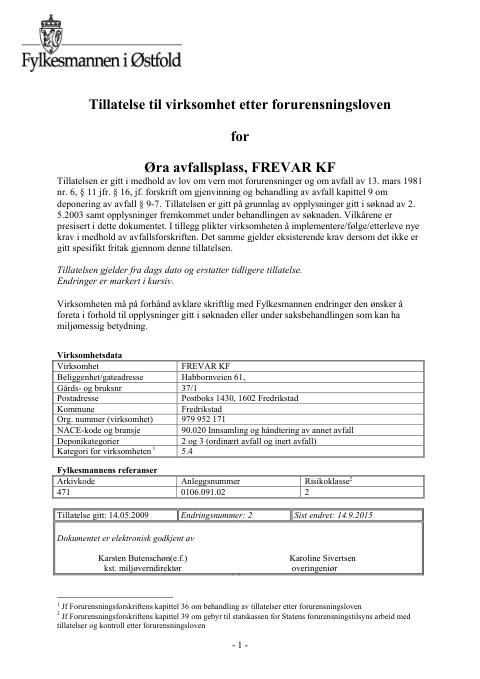 Fylkesmannen i Østfold
Tillatelse til virksomhet etter forurensningsloven
for
Øra avfallsplass, FREVAR KF
Tillatelsen er gitt i medhold av lov om vern mot forurensninger og om avfall av 13. mars 1981
nr. 6, § 11 jfr. § 16, jf. forskrift om gjenvinning og behandling av avfall kapittel 9 om
deponering av avfall § 9-7. Tillatelsen er gitt på grunnlag av opplysninger gitt i søknad av 2.
5.2003 samt opplysninger fremkommet under behandlingen av søknaden. Vilkårene er
presisert i dette dokumentet. I tillegg plikter virksomheten å implementere/følge/etterleve nye
krav i medhold av avfallsforskriften. Det samme gjelder eksisterende krav dersom det ikke er
gitt spesifikt fritak gjennom denne tillatelsen.
Tillatelsen gjelder fra dags dato og erstatter tidligere tillatelse.
Endringer er markert i kursiv.
Virksomheten må på forhånd avklare skriftlig med Fylkesmannen endringer den ønsker å
foreta i forhold til opplysninger gitt i søknaden eller under saksbehandlingen som kan ha
miljømessig betydning.
Virksomhetsdata
Virksomhet FREVAR KF
Beliggenhet/gateadresse Habbornveien 61,
Gårds- og bruksnr 37/1
Postadresse Postboks 1430, 1602 Fredrikstad
Kommune Fredrikstad
Org. nummer (virksomhet) 979 952 171
NACE-kode og bransje 90.020 Innsamling og håndtering av annet avfall
Deponikategorier 2 og 3 (ordinært avfall og inert avfall)
Kategori for virksomheten1 5.4
Fylkesmannens referanser
Arkivkode Anleggsnummer Risikoklasse2
471 0106.091.02 2
Tillatelse gitt: 14.05.2009 Endringsnummer: 2 Sist endret: 14.9.2015
Dokumentet er elektronisk godkjent av
Karsten Butenschøn(e.f.) Karoline Sivertsen
kst. miljøverndirektør overingeniør
1 Jf Forurensningsforskriftens kapittel 36 om behandling av tillatelser etter forurensningsloven
2 Jf Forurensningsforskriftens kapittel 39 om gebyr til statskassen for Statens forurensningstilsyns arbeid med
tillatelser og kontroll etter forurensningsloven
- 1 -